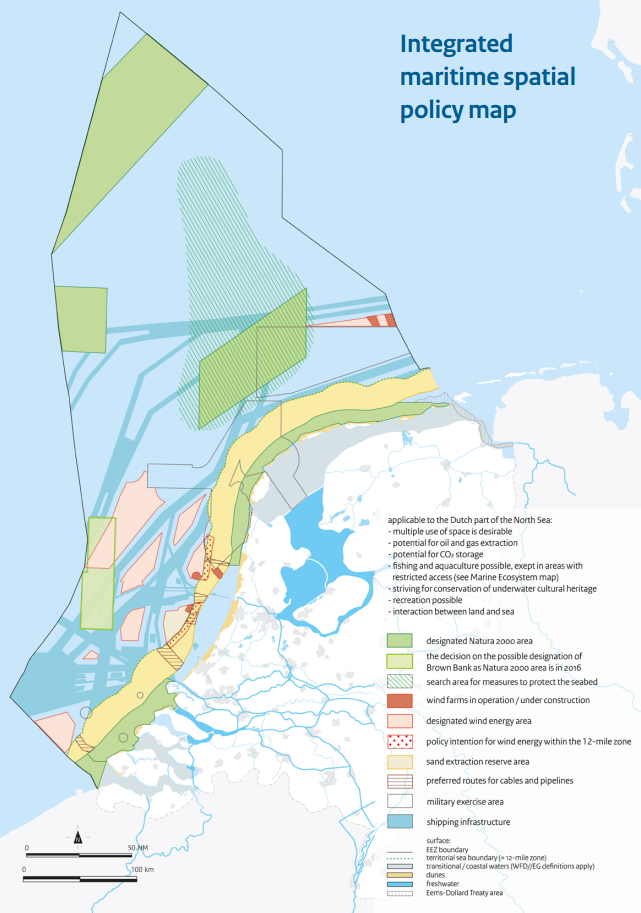 Integrated
maritime spatial
policy map
applicable to the Dutch part of the North Sea:
- multiple use of space is desirable
- potential for oil and gas extraction
- potential for CO₂ storage
- fishing and aquaculture possible, exept in areas with
restricted access (see Marine Ecosystem map)
- striving for conservation of underwater cultural heritage
- recreation possible
- interaction between land and sea
designated Natura 2000 area
the decision on the possible designation of
Brown Bank as Natura 2000 area is in 2016
search area for measures to protect the seabed
wind farms in operation / under construction
designated wind energy area
policy intention for wind energy within the 12-mile zone
sand extraction reserve area
preferred routes for cables and pipelines
military exercise area
shipping infrastructure
surface:
EEZ boundary
territorial sea boundary (= 12-mile zone)
transitional / coastal waters (WFD//EG definitions apply)
dunes
freshwater
Eems-Dollard Treaty area
N
0 50 NM
0 100 km